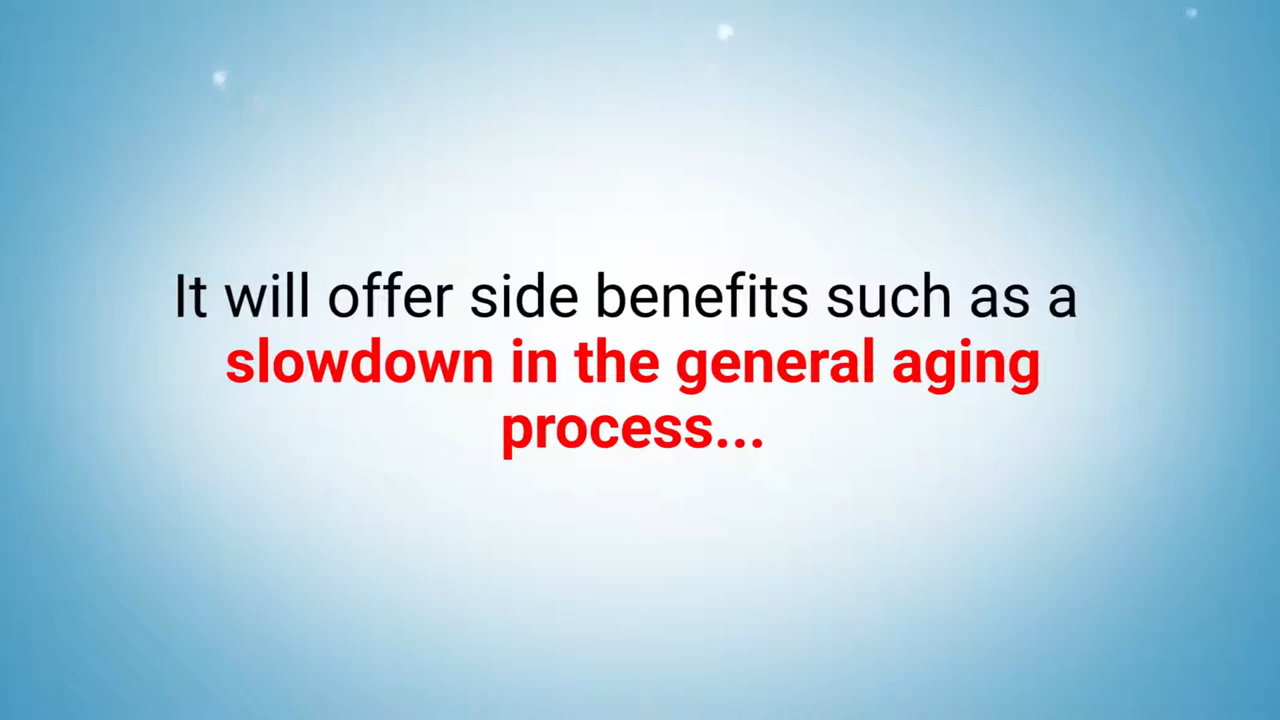 It will offer side benefits such as a
slowdown in the general aging
process...